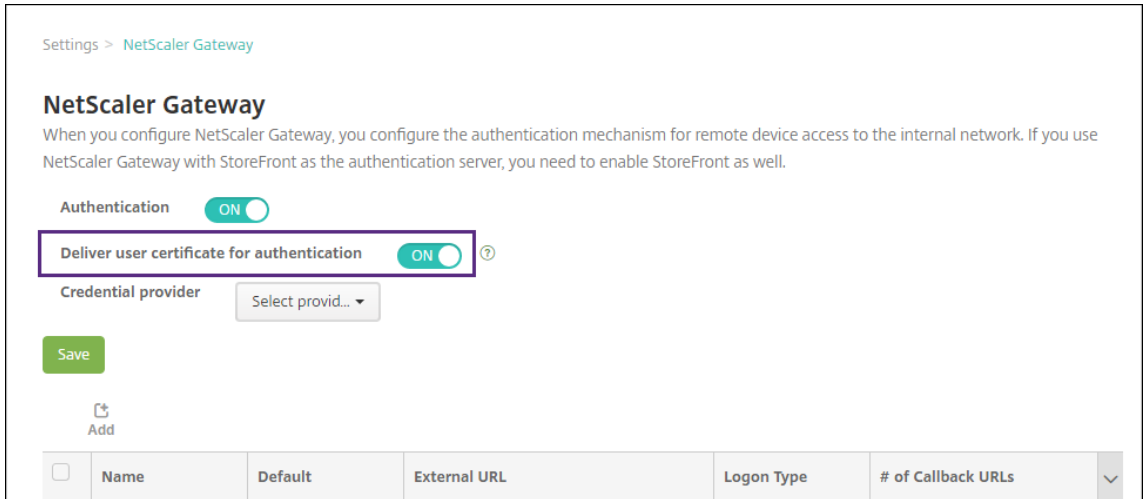 Settings > NetScaler Gateway
NetScaler Gateway
When you configure NetScaler Gateway, you configure the authentication mechanism for remote device access to the internal network. If you use
NetScaler Gateway with StoreFront as the authentication server, you need to enable StoreFront as well.
Authentication ON
Deliver user certificate for authentication ON ?
Credential provider Select provid...
Save
Add
Name Default External URL Logon Type # of Callback URLs